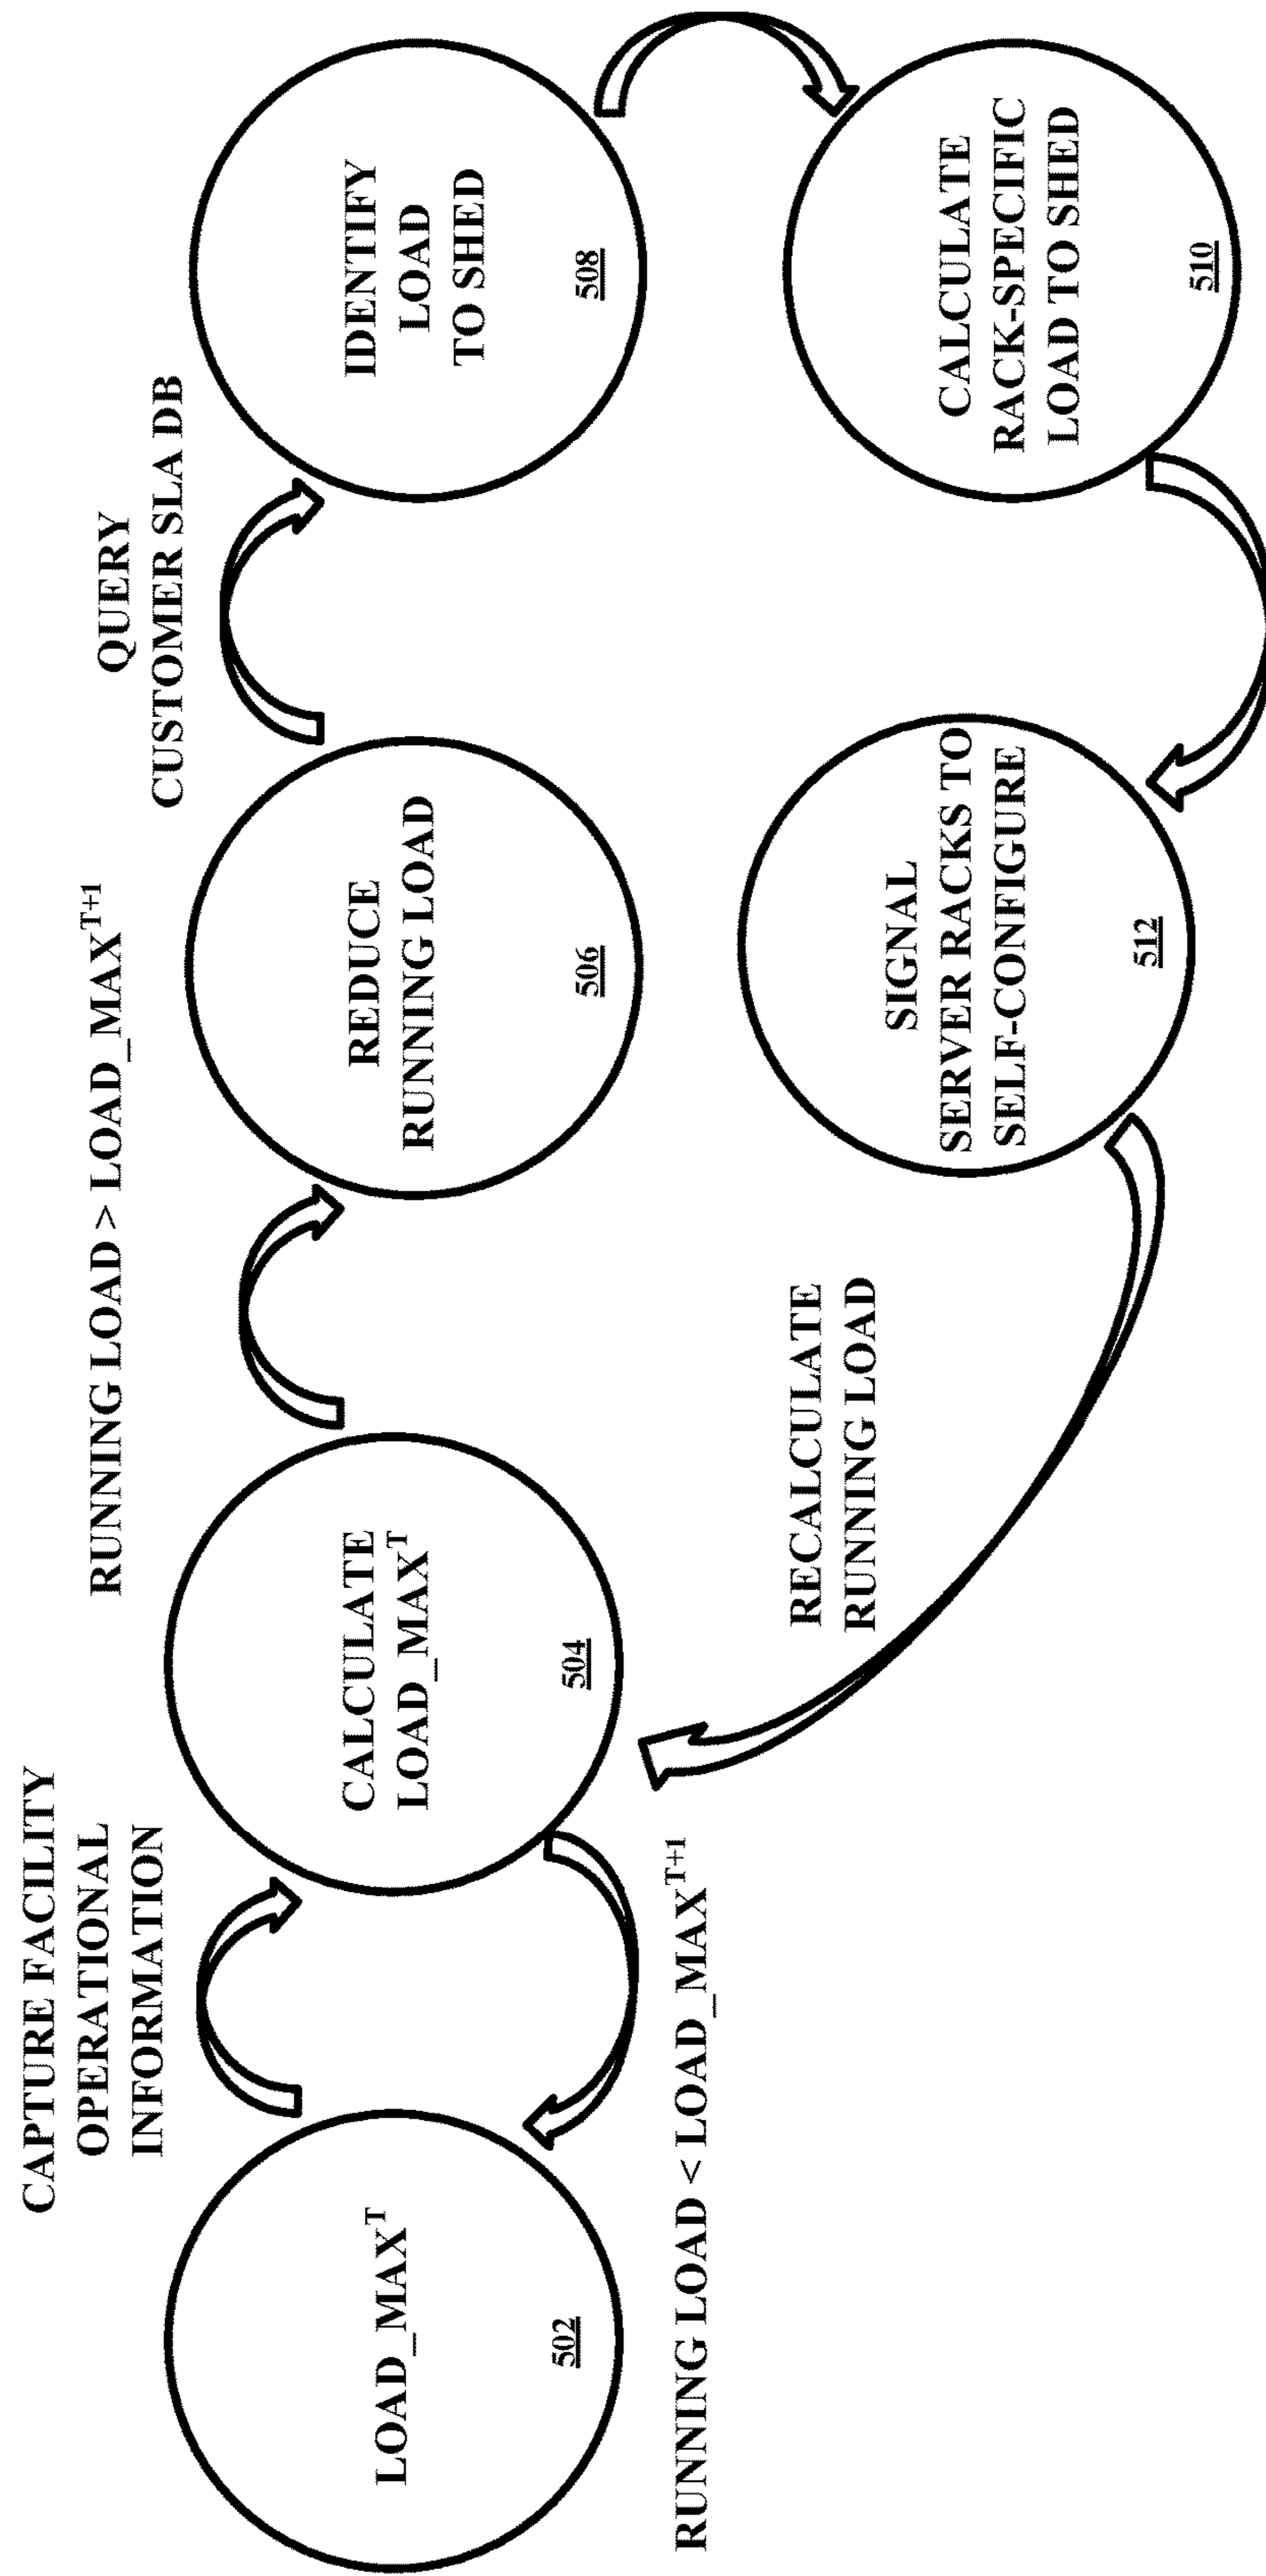 CAPTURE FACILITY
OPERATIONAL
INFORMATION
RUNNING LOAD > LOAD_MAX^T+1
QUERY
CUSTOMER SLA DB
LOAD_MAX^T
502
CALCULATE
LOAD_MAX^T
504
REDUCE
RUNNING LOAD
506
IDENTIFY
LOAD
TO SHED
508
RUNNING LOAD < LOAD_MAX^T+1
RECALCULATE
RUNNING LOAD
SIGNAL
SERVER RACKS TO
SELF-CONFIGURE
512
CALCULATE
RACK-SPECIFIC
LOAD TO SHED
510